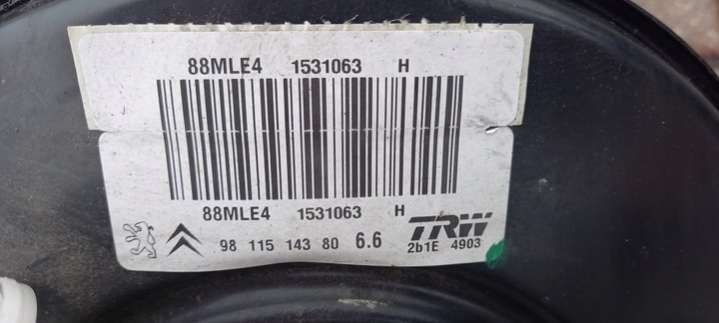 88MLE4 1531063 H
88MLE4 1531063 H
98 115 143 80 6.6
TRW
2b1E 4903